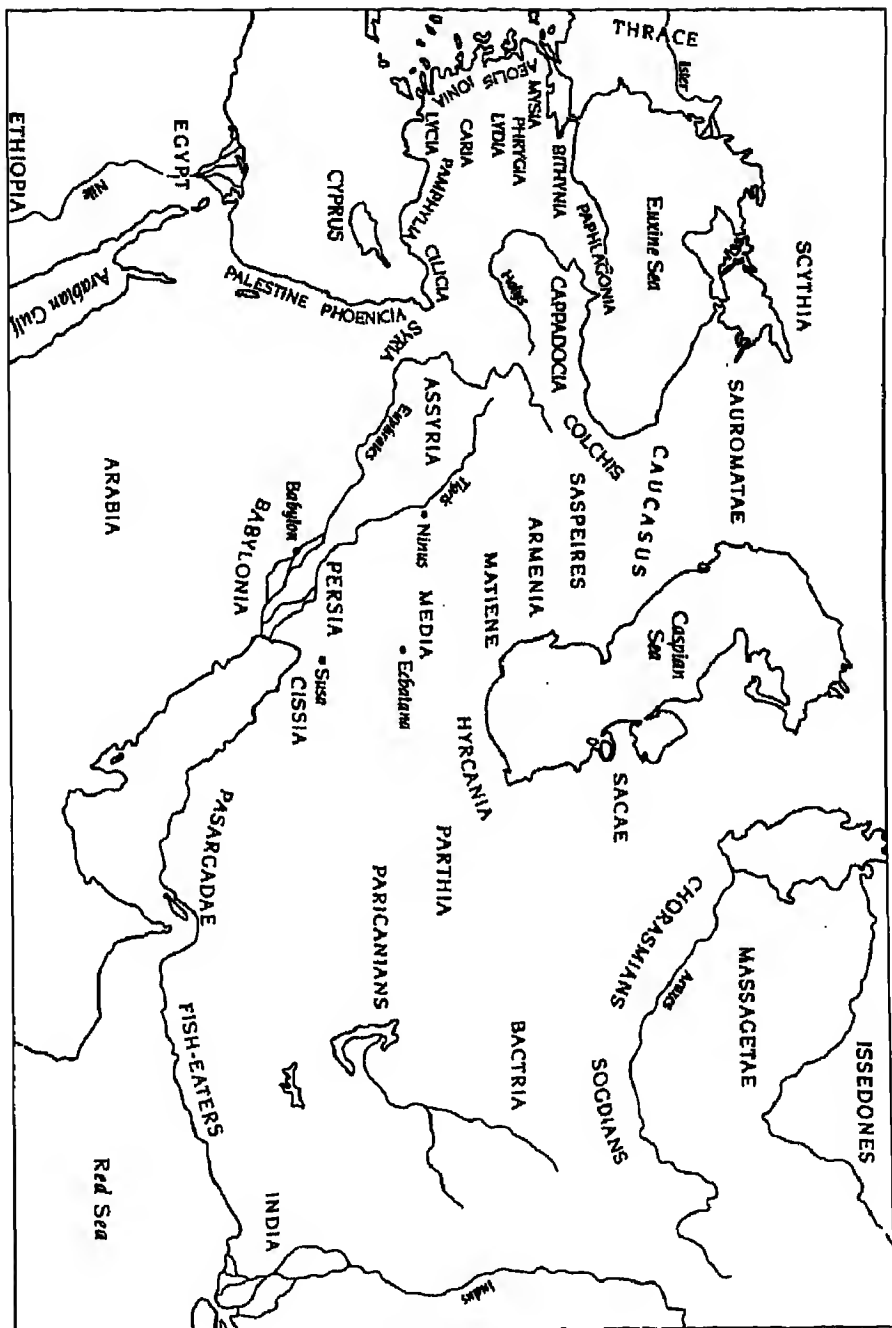 THRACE
Ister
SCYTHIA
SAUROMATAE
ISSEDONES
MASSAGETAE
Euxine Sea
CAUCASUS
Caspian
Sea
SACAE
CHORASMIANS
Araxes
SOGDIANS
MYSIA
AEOLIS
IONIA
PHRYGIA
LYDIA
CARIA
LYCIA
BITHYNIA
PAPHLAGONIA
PAMPHYLIA
CILICIA
Halys
CAPPADOCIA
COLCHIS
SASPEIRES
ARMENIA
MATIENE
HYRCANIA
PARTHIA
BACTRIA
CYPRUS
SYRIA
ASSYRIA
Euphrates
Tigris
Ninus
MEDIA
Ecbatana
PARICANIANS
PHOENICIA
PALESTINE
Babylon
BABYLONIA
PERSIA
Susa
CISSIA
PASARGADAE
FISH-EATERS
INDIA
Indus
EGYPT
Nile
ETHIOPIA
Arabian Gulf
ARABIA
Red Sea